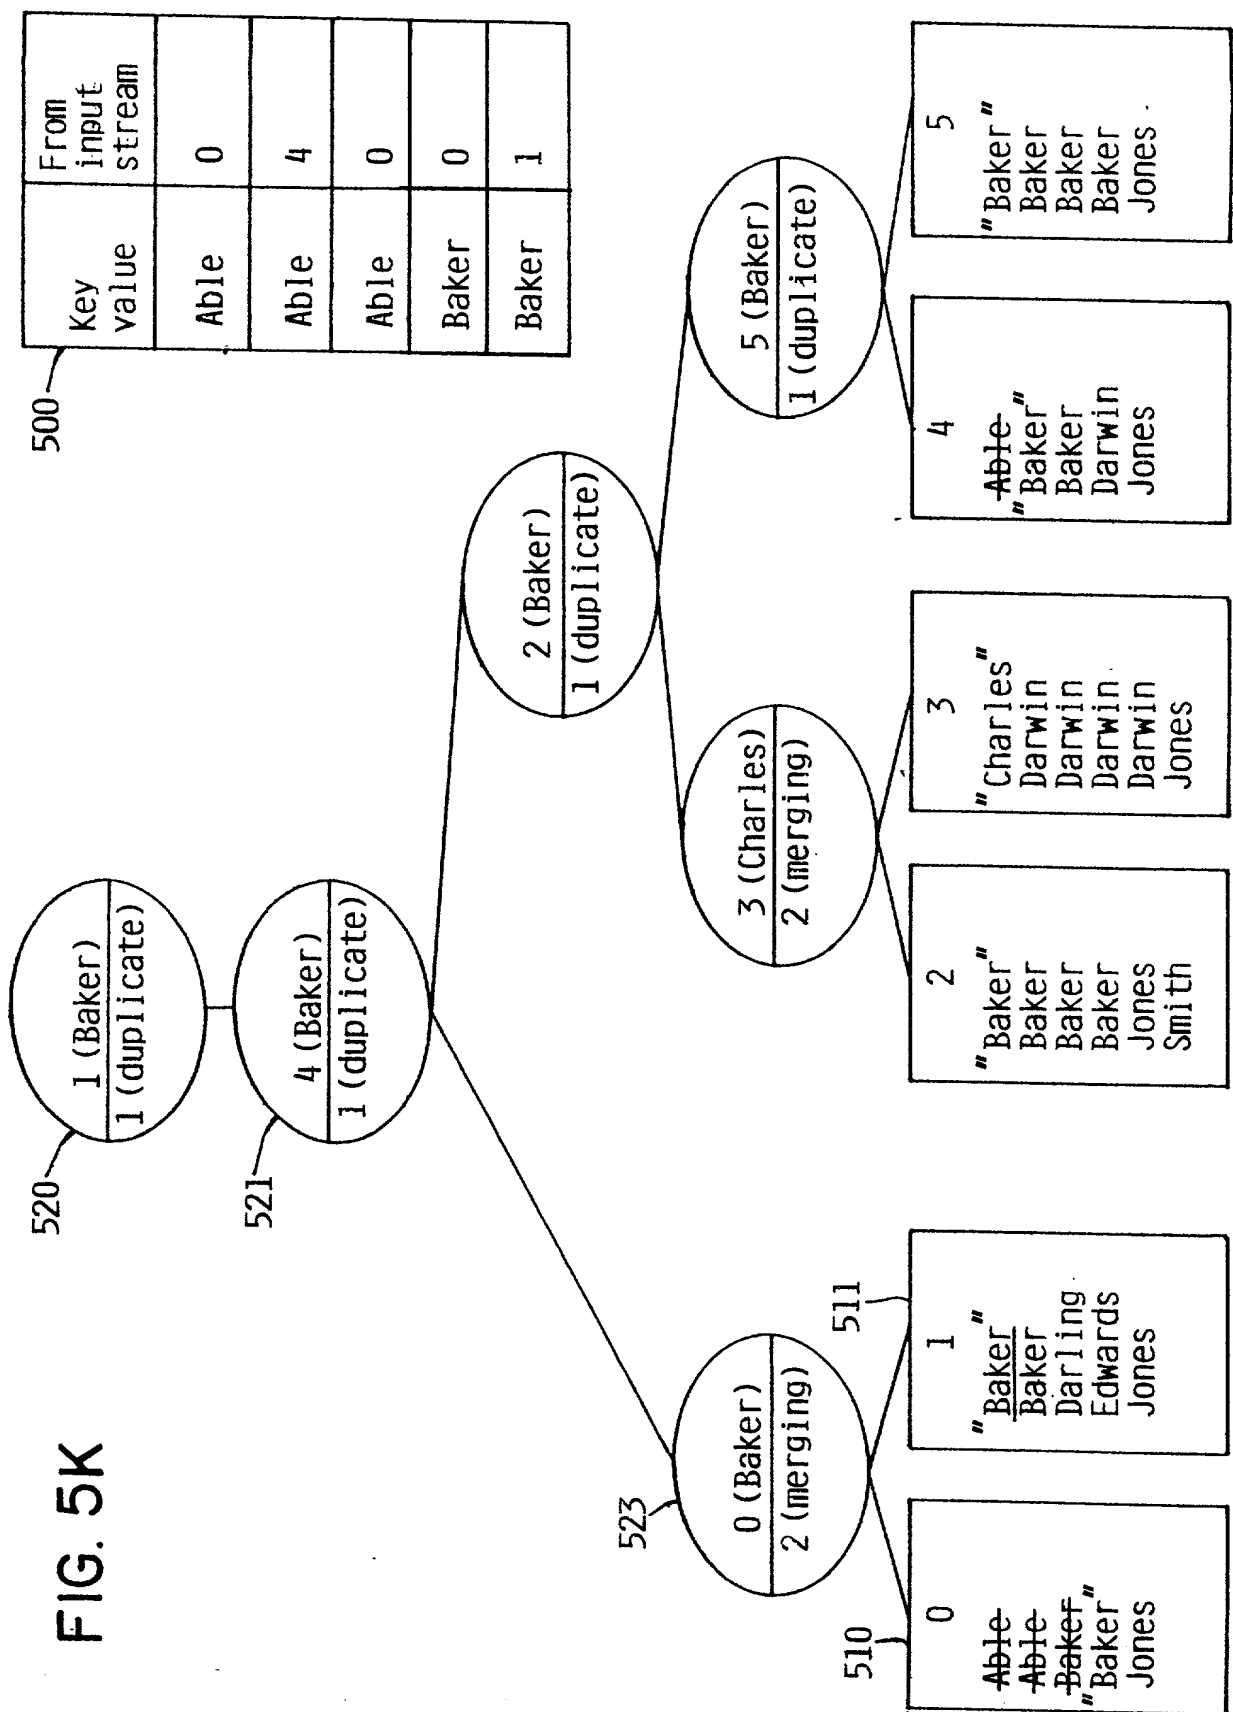 FIG. 5K
500
Key value
From input stream
Able 0
Able 4
Able 0
Baker 0
Baker 1
520
1 (Baker)
1 (duplicate)
521
4 (Baker)
1 (duplicate)
2 (Baker)
1 (duplicate)
523
0 (Baker)
2 (merging)
3 (Charles)
2 (merging)
5 (Baker)
1 (duplicate)
510
0
Able
Able
Baker
"Baker"
Jones
511
1
"Baker"
Baker
Darling
Edwards
Jones
2
"Baker"
Baker
Baker
Baker
Jones
Smith
3
"Charles"
Darwin
Darwin
Darwin
Darwin
Jones
4
Able
"Baker"
Baker
Darwin
Jones
5
"Baker"
Baker
Baker
Baker
Jones